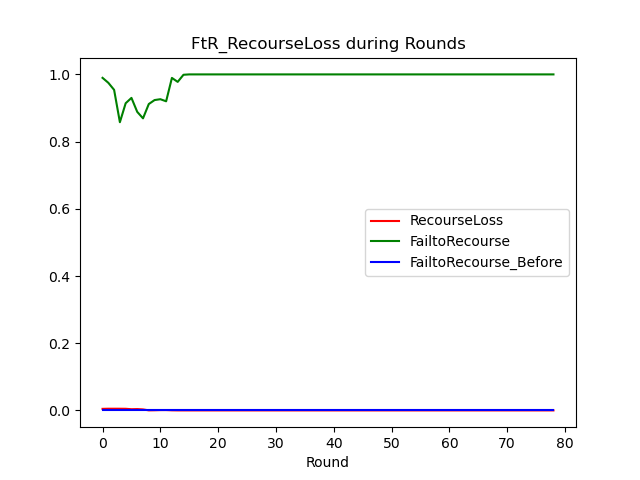 FtR_RecourseLoss during Rounds
1.0
0.8
0.6
0.4
0.2
0.0
RecourseLoss
FailtoRecourse
FailtoRecourse_Before
0 10 20 30 40 50 60 70 80
Round